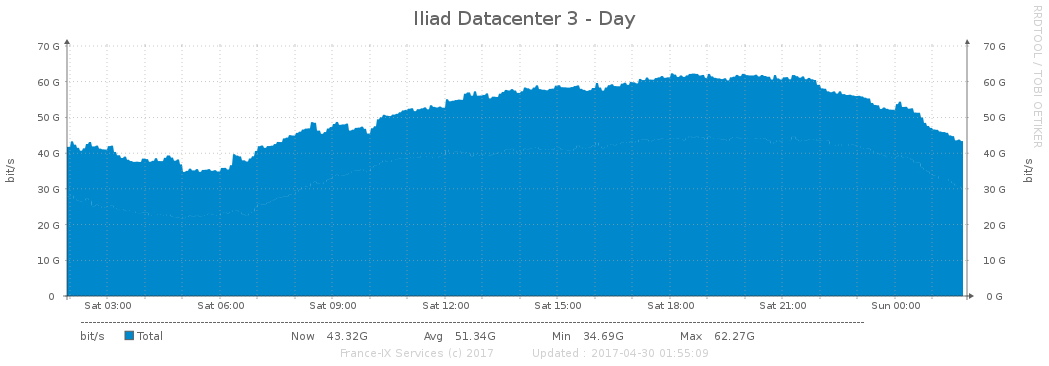 Iliad Datacenter 3 - Day
RRDTOOL / TOBI OETIKER
bit/s
70 G 70 G
60 G 60 G
50 G 50 G
40 G 40 G
30 G 30 G
20 G 20 G
10 G 10 G
0 0 G
bit/s
Sat 03:00 Sat 06:00 Sat 09:00 Sat 12:00 Sat 15:00 Sat 18:00 Sat 21:00 Sun 00:00
bit/s Total Now 43.32G Avg 51.34G Min 34.69G Max 62.27G
France-IX Services (c) 2017 Updated : 2017-04-30 01:55:09